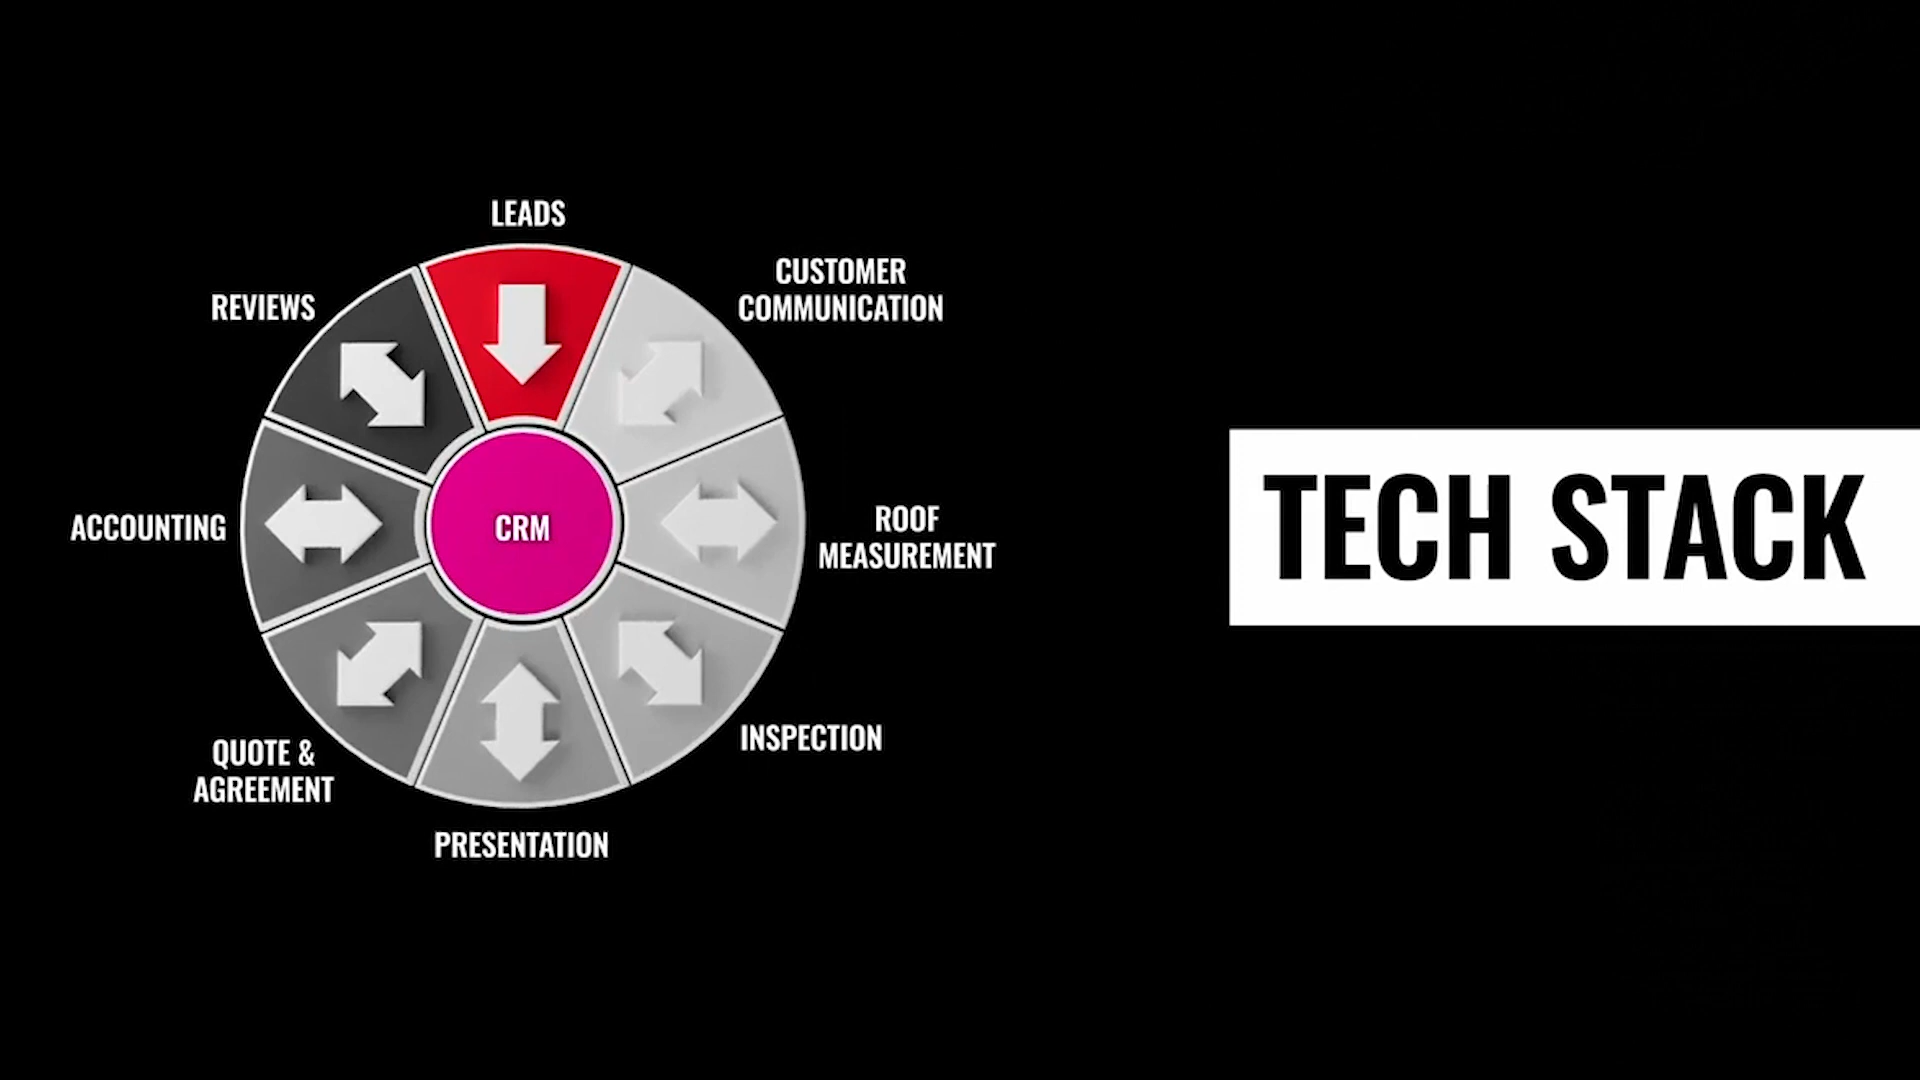 LEADS
CUSTOMER
COMMUNICATION
REVIEWS
ROOF
MEASUREMENT
ACCOUNTING
CRM
TECH STACK
INSPECTION
QUOTE &
AGREEMENT
PRESENTATION